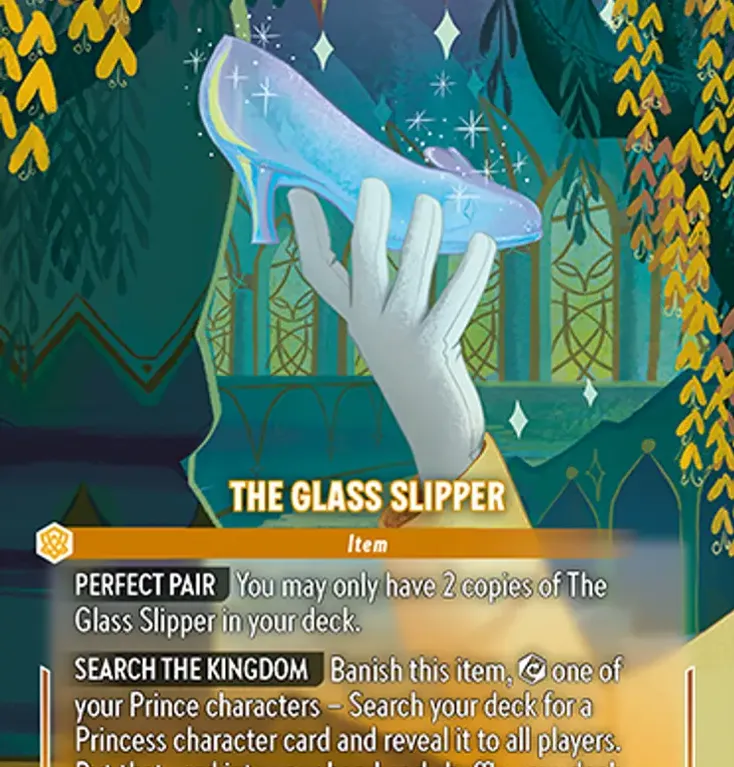 THE GLASS SLIPPER
Item
PERFECT PAIR You may only have 2 copies of The
Glass Slipper in your deck.
SEARCH THE KINGDOM Banish this item, one of
your Prince characters – Search your deck for a
Princess character card and reveal it to all players.